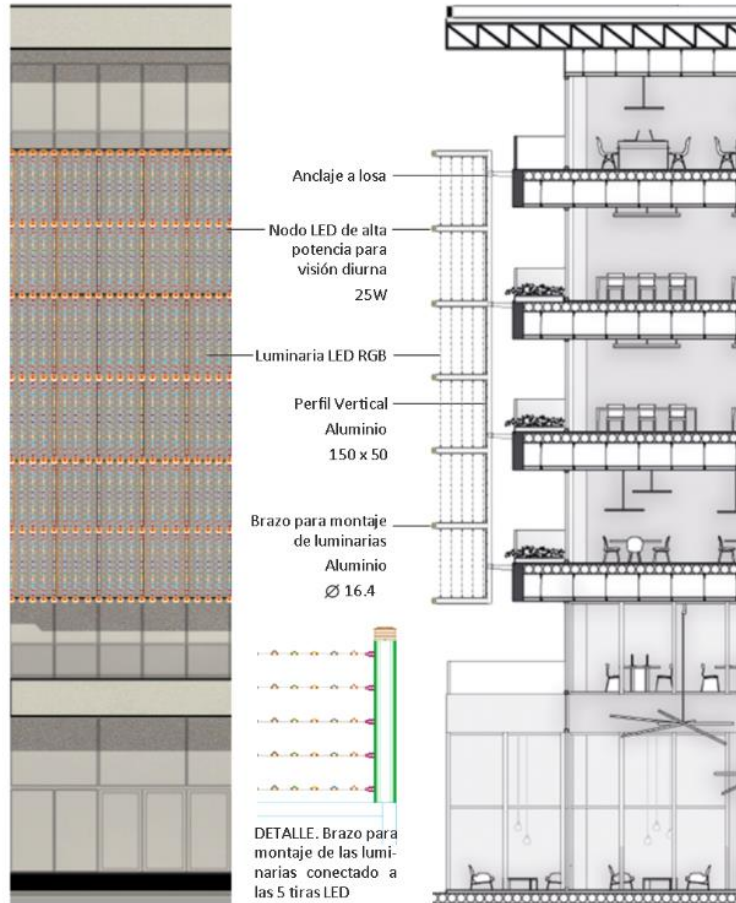 Anclaje a losa
Nodo LED de alta
potencia para
visión diurna
25W
Luminaria LED RGB
Perfil Vertical
Aluminio
150 x 50
Brazo para montaje
de luminarias
Aluminio
∅ 16.4
DETALLE. Brazo para
montaje de las lumi-
narias conectado a
las 5 tiras LED